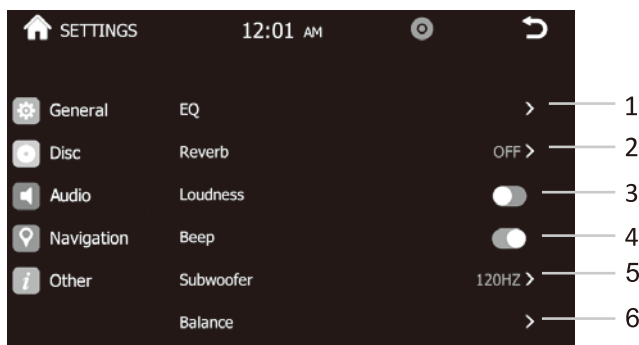 SETTINGS 12:01 AM
General EQ > 1
Disc Reverb OFF > 2
Audio Loudness 3
Navigation Beep 4
i Other Subwoofer 120HZ > 5
Balance > 6